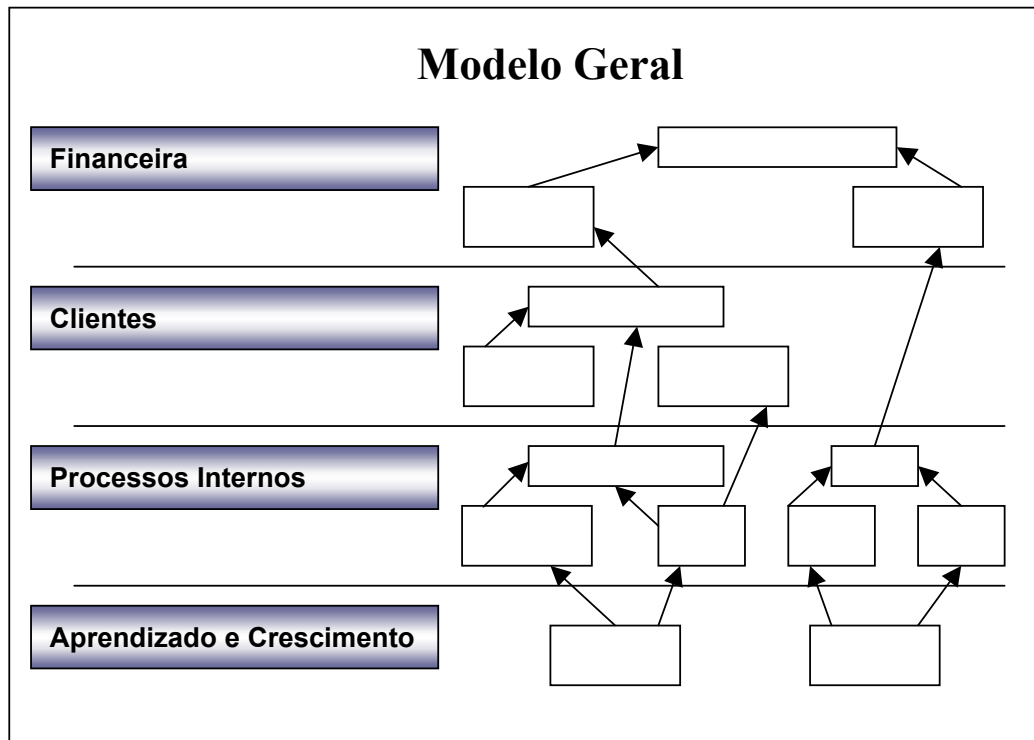 Modelo Geral
Financeira
Clientes
Processos Internos
Aprendizado e Crescimento